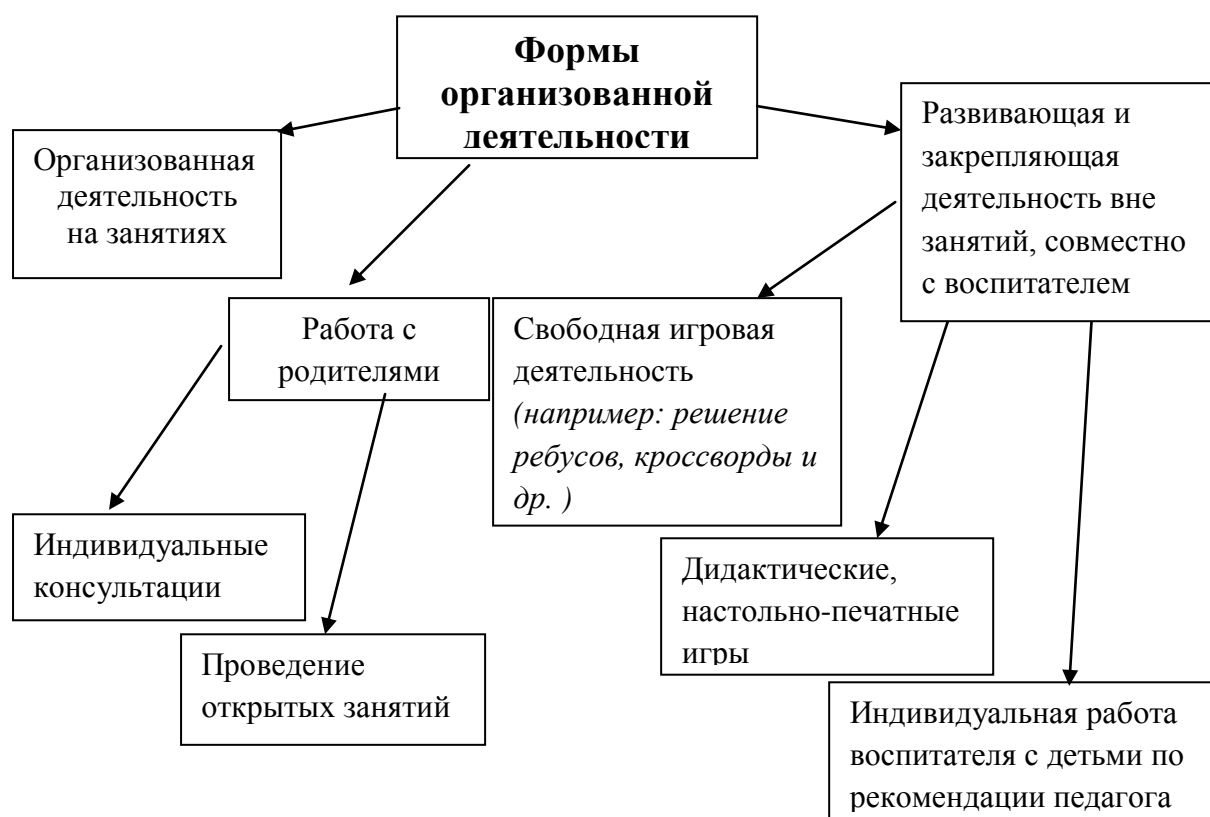 Формы
организованной
деятельности
Организованная
деятельность
на занятиях
Развивающая и
закрепляющая
деятельность вне
занятий, совместно
с воспитателем
Работа с
родителями
Свободная игровая
деятельность
(например: решение
ребусов, кроссворды и
др. )
Индивидуальные
консультации
Дидактические,
настольно-печатные
игры
Проведение
открытых занятий
Индивидуальная работа
воспитателя с детьми по
рекомендации педагога